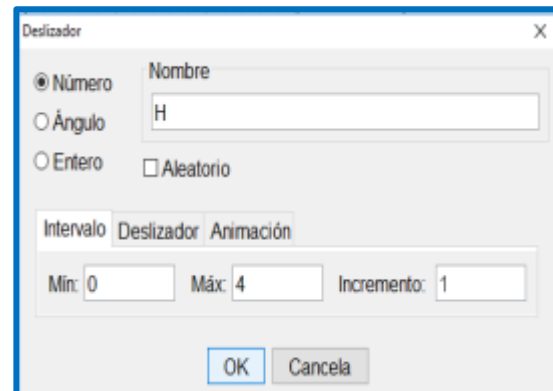 Deslizador X
Número
Nombre
H
Ángulo
Entero
Aleatorio
Intervalo Deslizador Animación
Mín: 0 Máx: 4 Incremento: 1
OK Cancela